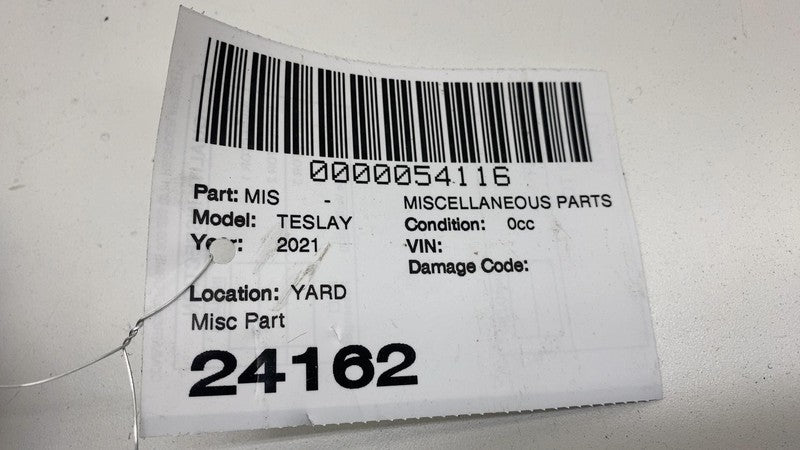 0000054116
Part: MIS - MISCELLANEOUS PARTS
Model: TESLAY Condition: 0cc
Year: 2021 VIN:
Damage Code:
Location: YARD
Misc Part
24162